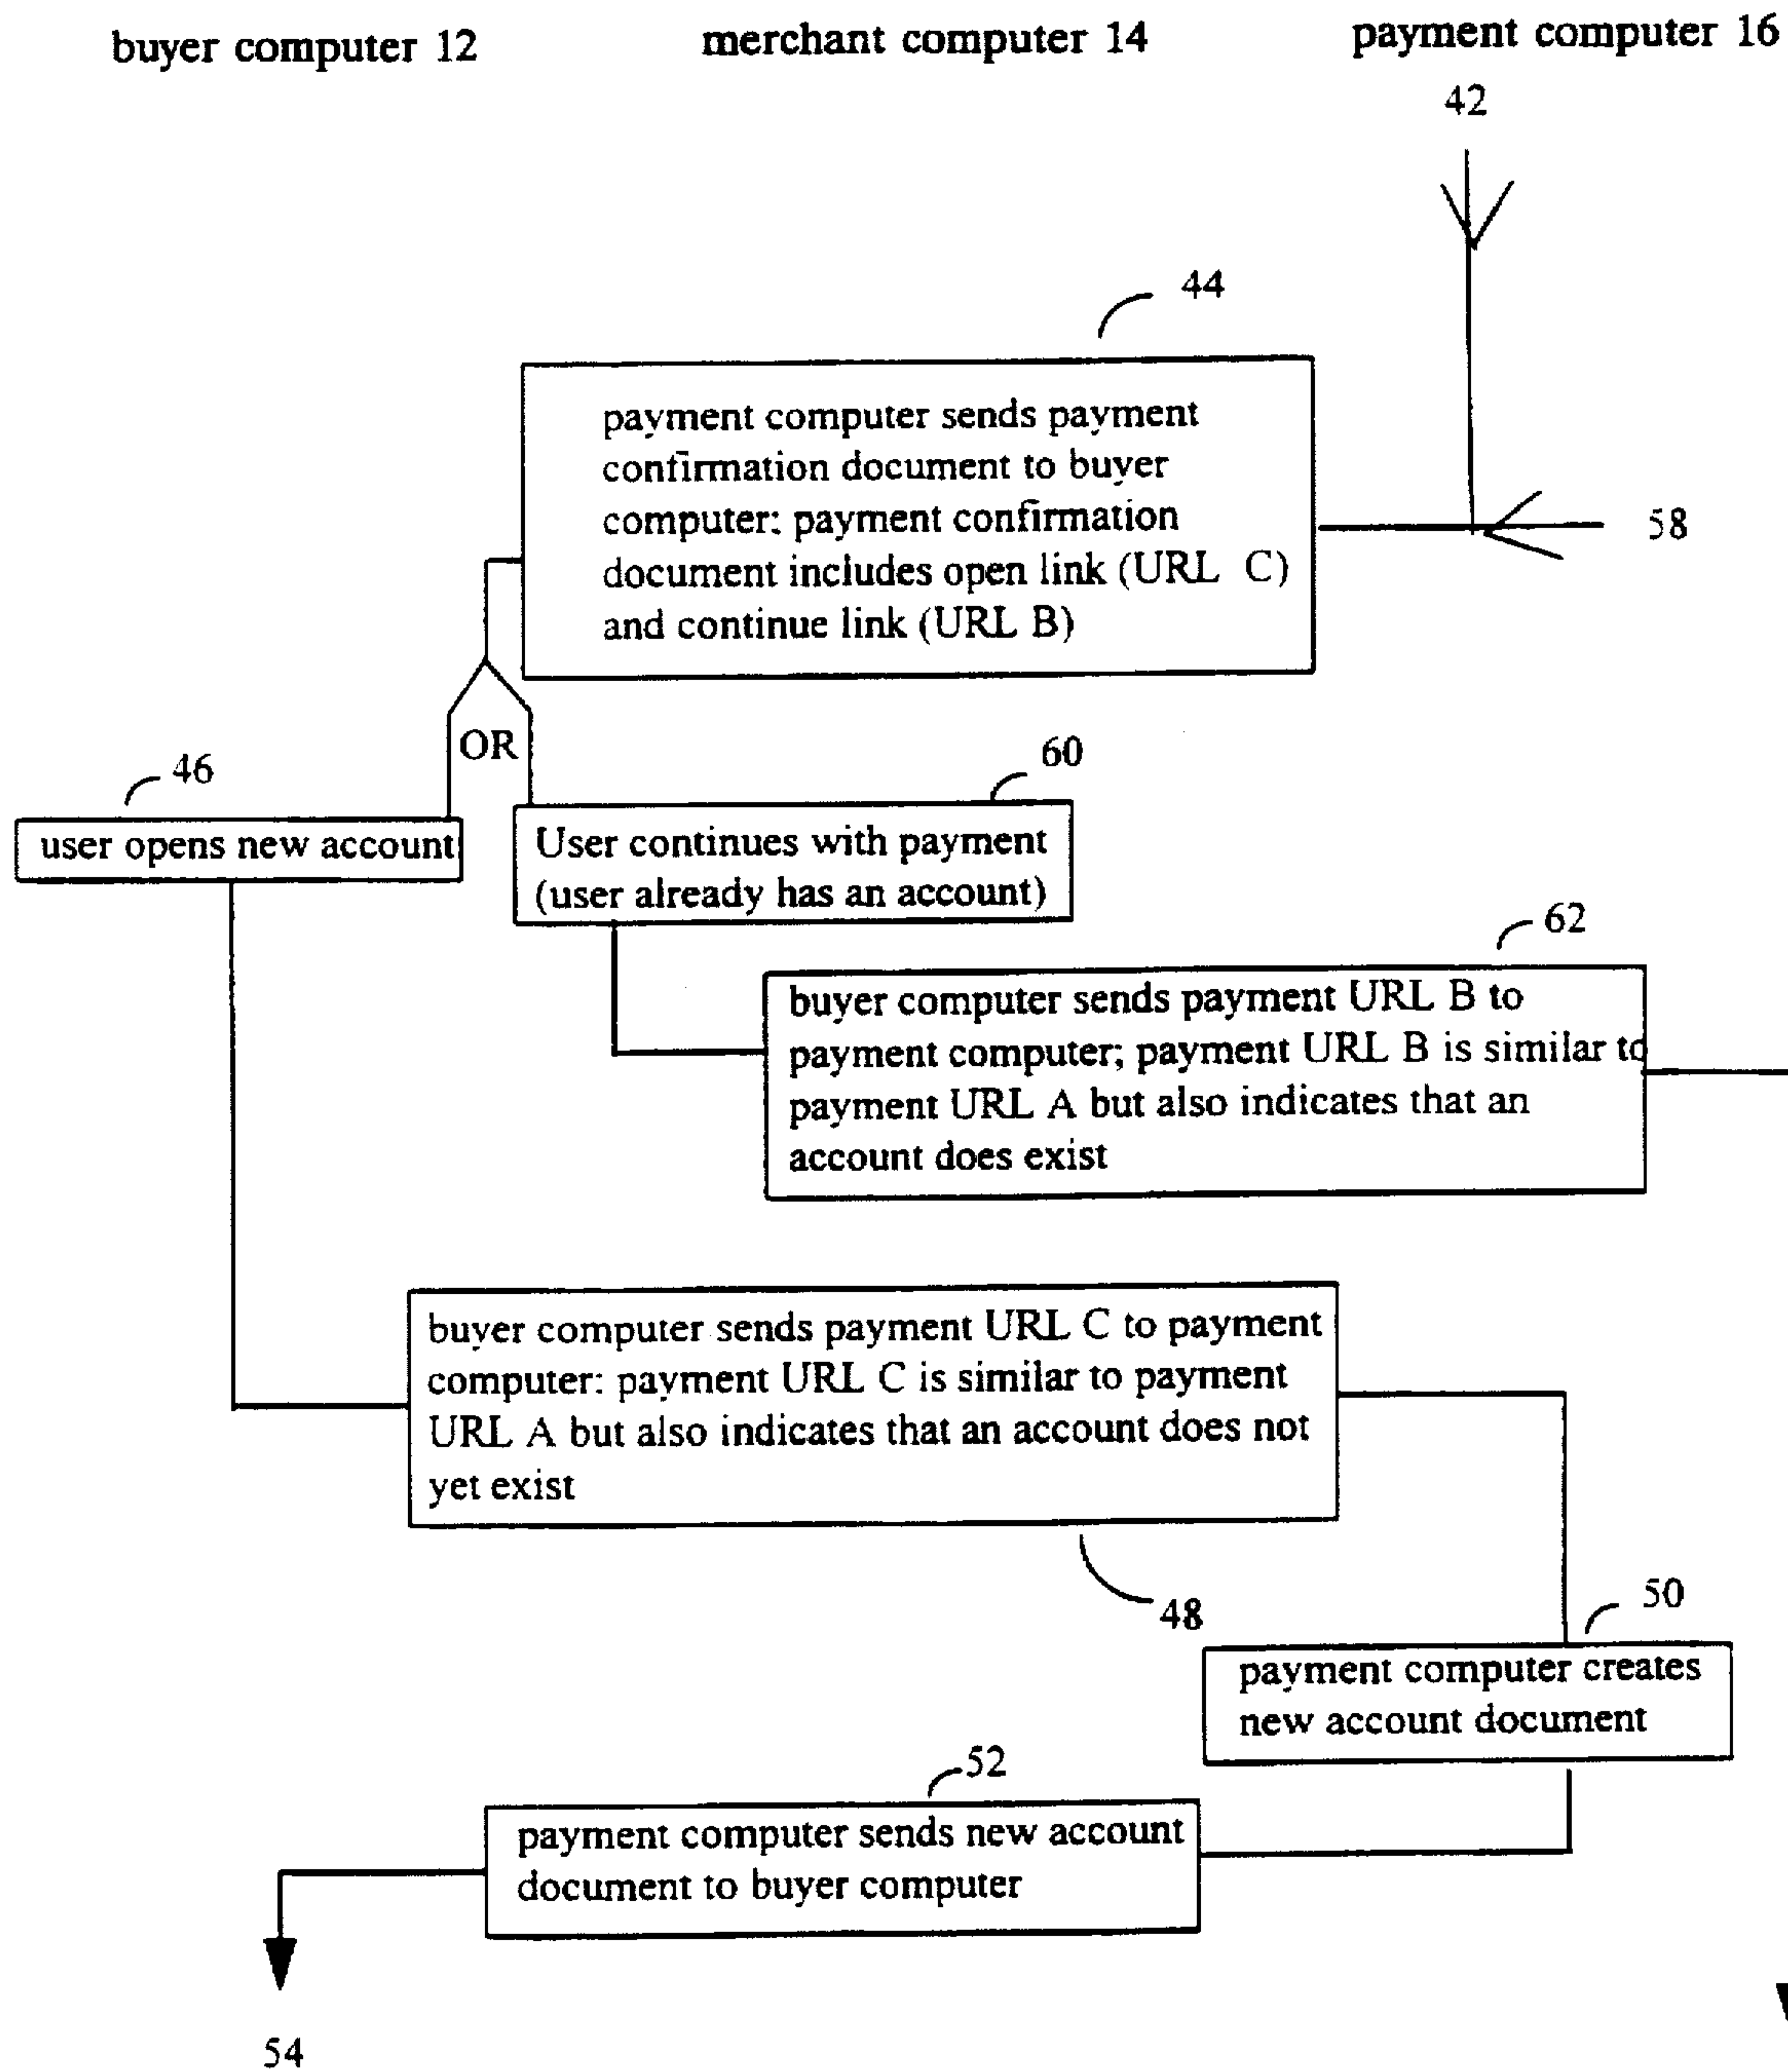 buyer computer 12
merchant computer 14
payment computer 16
42
44
payment computer sends payment
confirmation document to buyer
computer: payment confirmation
document includes open link (URL C)
and continue link (URL B)
58
OR
46
user opens new account
60
User continues with payment
(user already has an account)
62
buyer computer sends payment URL B to
payment computer; payment URL B is similar to
payment URL A but also indicates that an
account does exist
buyer computer sends payment URL C to payment
computer: payment URL C is similar to payment
URL A but also indicates that an account does not
yet exist
48
50
payment computer creates
new account document
52
payment computer sends new account
document to buyer computer
54